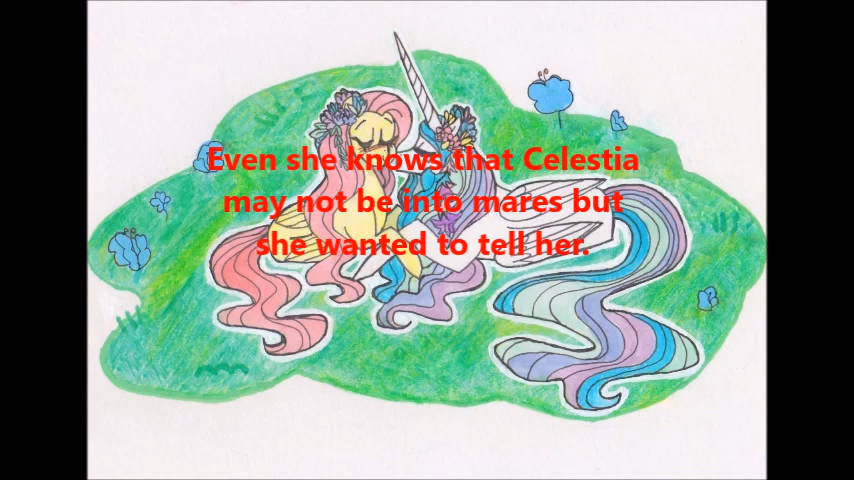 Even she knows that Celestia
may not be into mares but
she wanted to tell her.